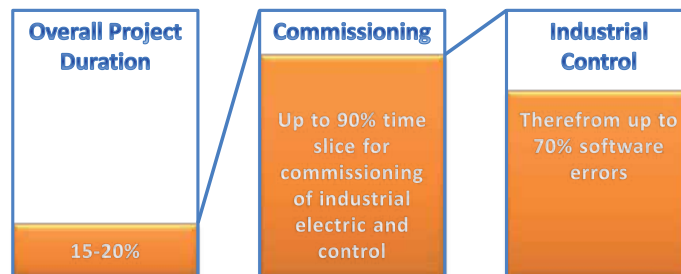 Overall Project
Duration
15-20%
Commissioning
Up to 90% time
slice for
commissioning
of industrial
electric and
control
Industrial
Control
Therefrom up to
70% software
errors